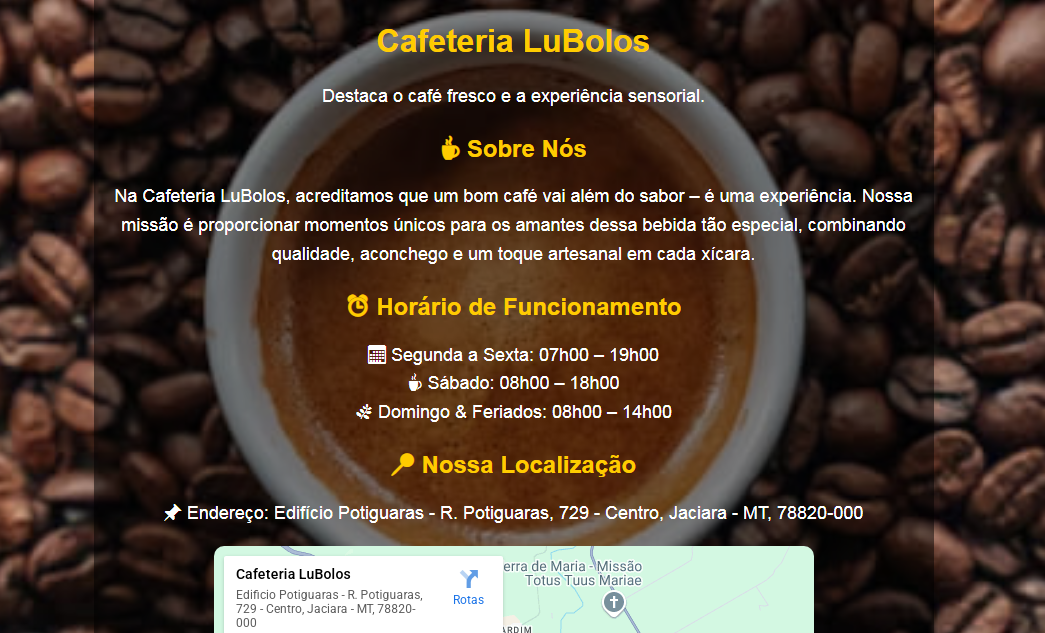 Cafeteria LuBolos
Destaca o café fresco e a experiência sensorial.
Sobre Nós
Na Cafeteria LuBolos, acreditamos que um bom café vai além do sabor – é uma experiência. Nossa
missão é proporcionar momentos únicos para os amantes dessa bebida tão especial, combinando
qualidade, aconchego e um toque artesanal em cada xícara.
Horário de Funcionamento
Segunda a Sexta: 07h00 – 19h00
Sábado: 08h00 – 18h00
Domingo & Feriados: 08h00 – 14h00
Nossa Localização
Endereço: Edifício Potiguaras - R. Potiguaras, 729 - Centro, Jaciara - MT, 78820-000
Cafeteria LuBolos
Edificio Potiguaras - R. Potiguaras,
729 - Centro, Jaciara - MT, 78820-
000
Rotas
erra de Maria - Missão
Totus Tuus Mariae
ARDIM